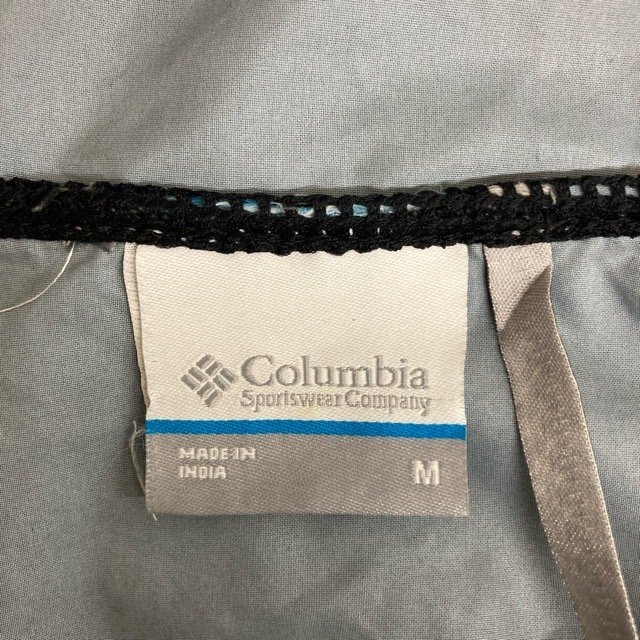 Columbia
Sportswear Company
MADE IN
INDIA
M